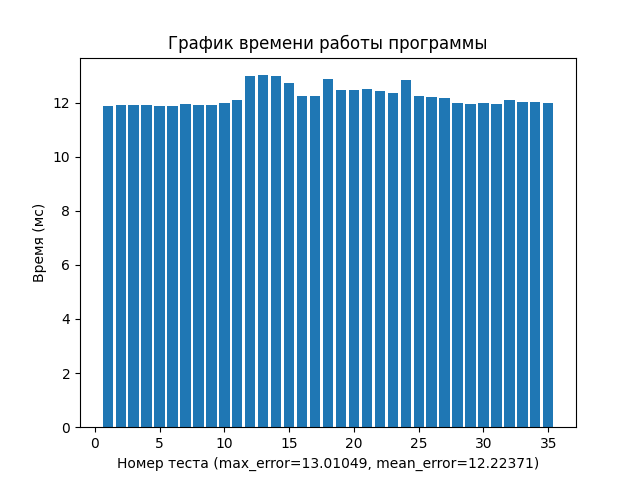 График времени работы программы
Время (мс)
12
10
8
6
4
2
0
0 5 10 15 20 25 30 35
Номер теста (max_error=13.01049, mean_error=12.22371)